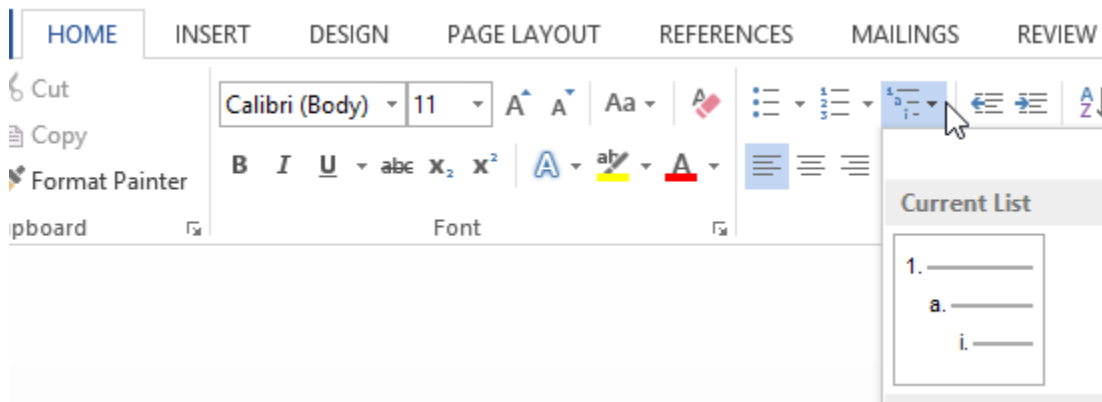 HOME INSERT DESIGN PAGE LAYOUT REFERENCES MAILINGS REVIEW
Cut
Calibri (Body) 11 A A Aa
Copy
B I U abc X₂ X² A ab A
Format Painter
pboard Font
Current List
1.
a.
i.